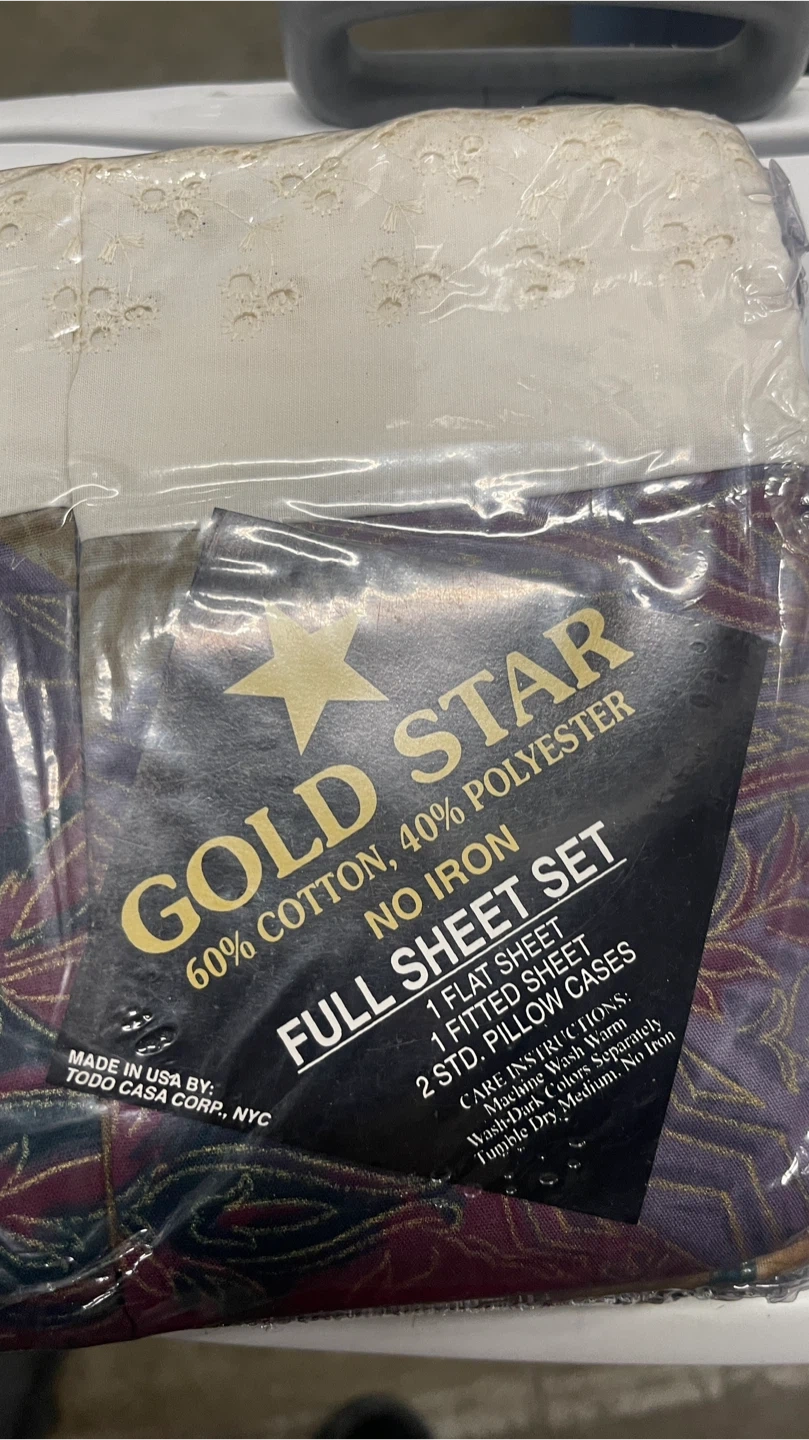 GOLD STAR
60% COTTON, 40% POLYESTER
NO IRON
FULL SHEET SET
1 FLAT SHEET
1 FITTED SHEET
2 STD. PILLOW CASES
CARE INSTRUCTIONS:
Machine Wash Warm
Wash-Dark Colors Separately
Tumble Dry Medium, No Iron
MADE IN USA BY:
TODO CASA CORP., NYC